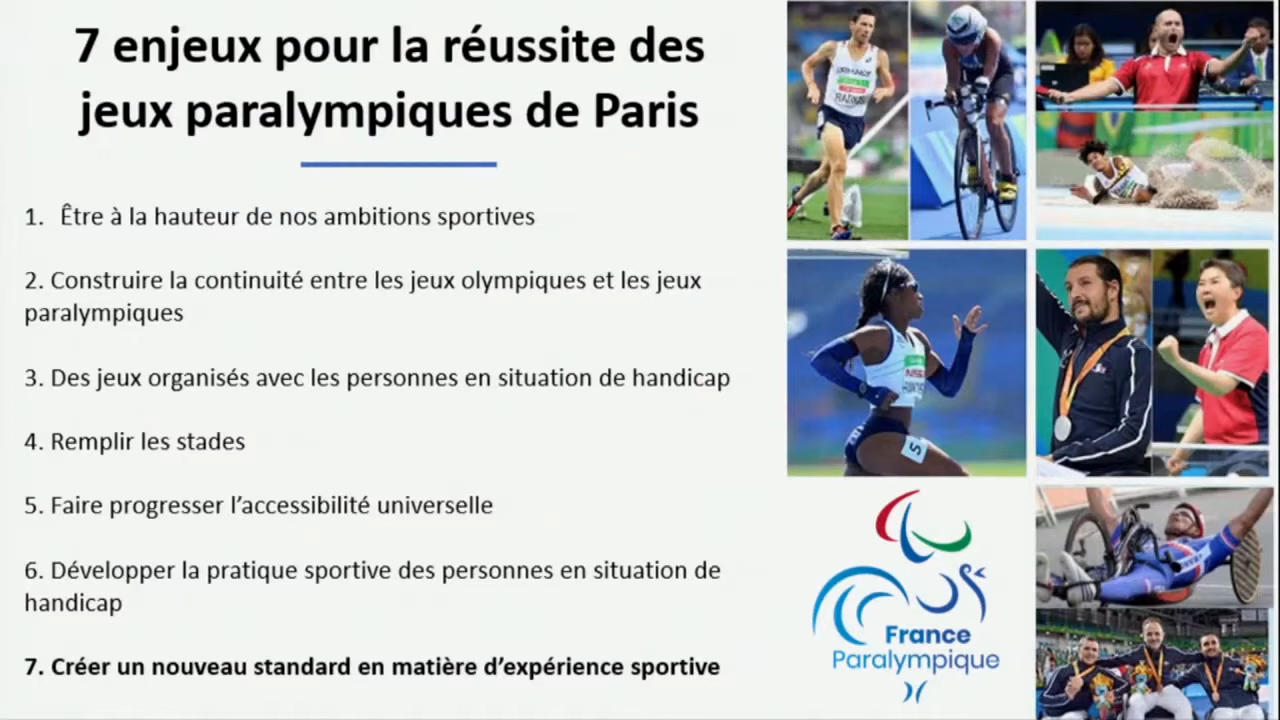 7 enjeux pour la réussite des
jeux paralympiques de Paris
1. Être à la hauteur de nos ambitions sportives
2. Construire la continuité entre les jeux olympiques et les jeux
paralympiques
3. Des jeux organisés avec les personnes en situation de handicap
4. Remplir les stades
5. Faire progresser l’accessibilité universelle
6. Développer la pratique sportive des personnes en situation de
handicap
7. Créer un nouveau standard en matière d’expérience sportive
France
Paralympique